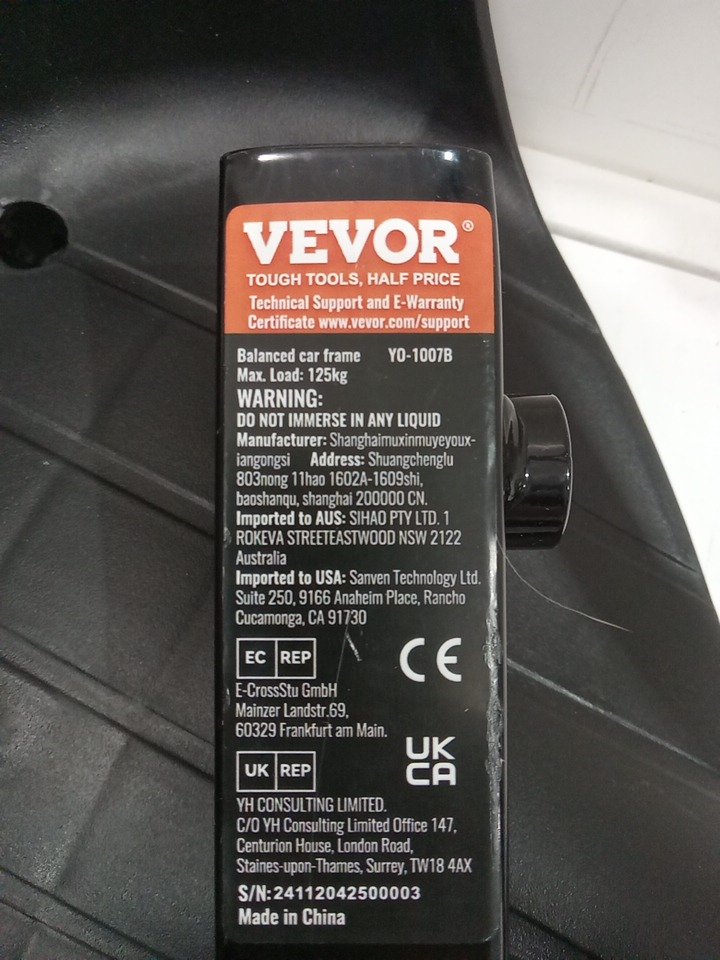 VEVOR®
TOUGH TOOLS, HALF PRICE
Technical Support and E-Warranty
Certificate www.vevor.com/support
Balanced car frame YO-1007B
Max. Load: 125kg
WARNING:
DO NOT IMMERSE IN ANY LIQUID
Manufacturer: Shanghaimuxinmuyeyoux-
iangongsi Address: Shuangchenglu
803nong 11hao 1602A-1609shi,
baoshanqu, shanghai 200000 CN.
Imported to AUS: SIHAO PTY LTD. 1
ROKEVA STREETEASTWOOD NSW 2122
Australia
Imported to USA: Sanven Technology Ltd.
Suite 250, 9166 Anaheim Place, Rancho
Cucamonga, CA 91730
EC REP CE
E-CrossStu GmbH
Mainzer Landstr.69,
60329 Frankfurt am Main.
UK REP UK
CA
YH CONSULTING LIMITED.
C/O YH Consulting Limited Office 147,
Centurion House, London Road,
Staines-upon-Thames, Surrey, TW18 4AX
S/N: 24112042500003
Made in China